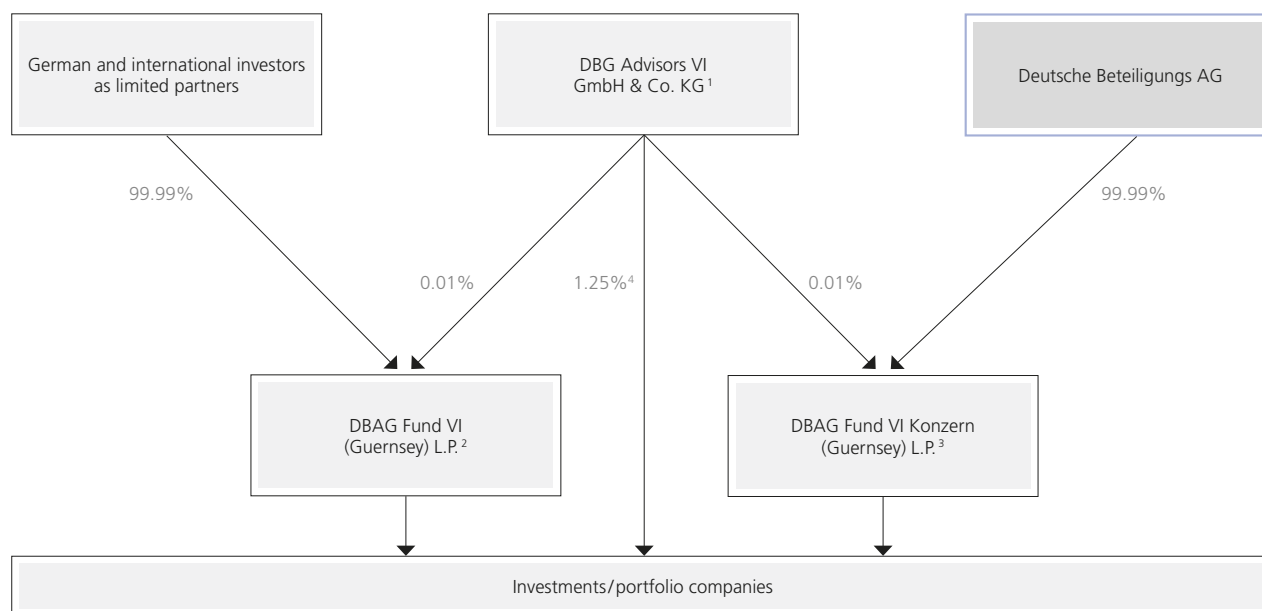 German and international investors
as limited partners
DBG Advisors VI
GmbH & Co. KG ¹
Deutsche Beteiligungs AG
99.99%
99.99%
0.01%
1.25%⁴
0.01%
DBAG Fund VI
(Guernsey) L.P. ²
DBAG Fund VI Konzern
(Guernsey) L.P. ³
Investments/portfolio companies